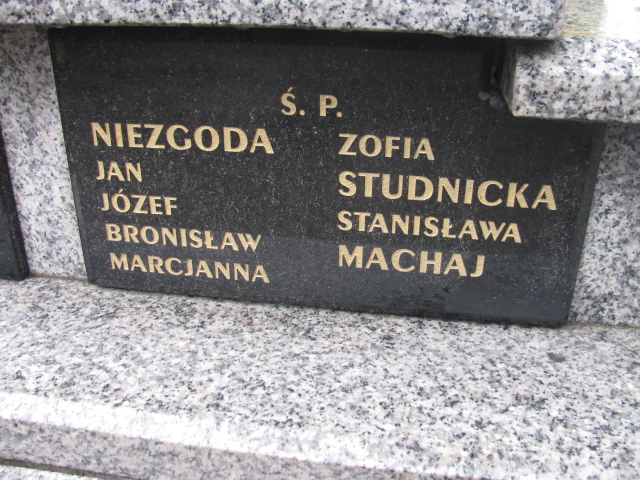 Ś. P.
NIEZGODA
JAN
JÓZEF
BRONISŁAW
MARCJANNA
ZOFIA
STUDNICKA
STANISŁAWA
MACHAJ